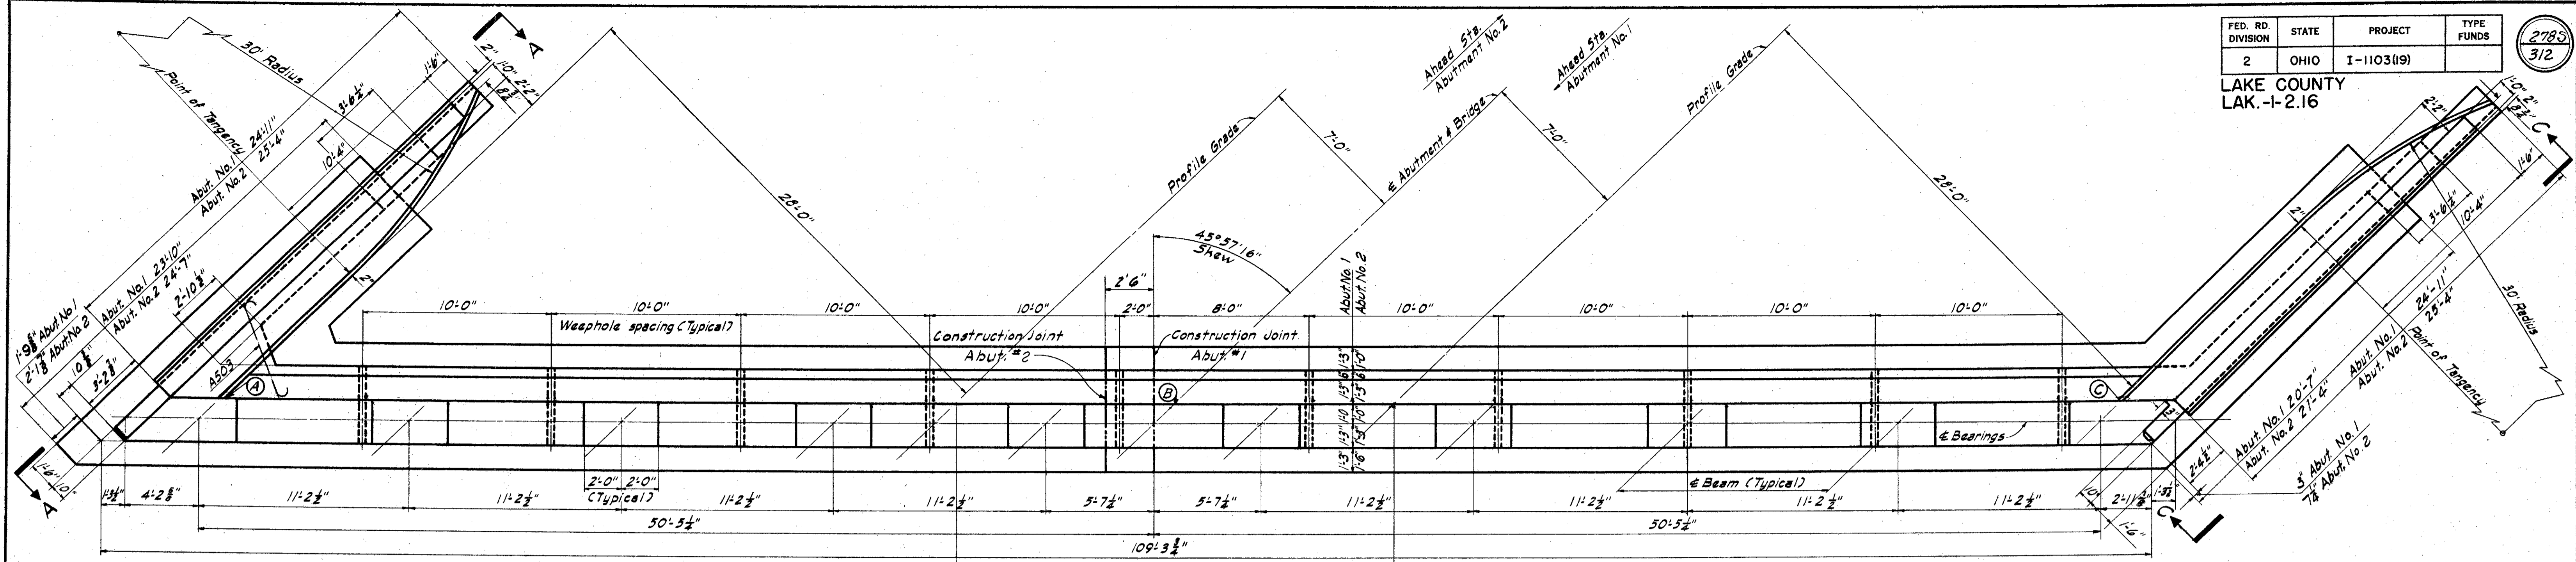 FED. RD. DIVISION
STATE
PROJECT
TYPE FUNDS
2
OHIO
I-1103(19)
278S
312
LAKE COUNTY
LAK.-1-2.16
A
30' Radius
Point of Tangency
2"
1'-0"
2'-2"
1'-6"
3'-6½"
10'-4"
Abut. No.1 24'-11"
Abut. No.2 25'-4"
Abut. No.1 23'-10"
Abut. No.2 24'-7"
2'-10⅛"
2"
2'-1⅞" Abut. No.2
3'-2⅞"
A503
A
28'-0"
Profile Grade
7'-0"
Ahead Sta.
Abutment No.2
Ahead Sta.
Abutment No.1
℄ Abutment & Bridge
7'-0"
Profile Grade
28'-0"
45°57'16"
Skew
2'6"
10'-0"
10'-0"
10'-0"
10'-0"
2'-0"
8'-0"
10'-0"
10'-0"
10'-0"
10'-0"
Weephole spacing (Typical)
Construction Joint
Abut. #2
Construction Joint
Abut. #1
Abut. No.1
Abut. No.2
B
C
℄ Bearings
℄ Beam (Typical)
2'-0"
2'-0"
(Typical)
1'-6"
10"
A
1'-3½"
4'-2⅝"
11'-2½"
11'-2½"
11'-2½"
11'-2½"
5'-7¼"
5'-7¼"
11'-2½"
11'-2½"
11'-2½"
11'-2½"
50'-5¼"
50'-5¼"
109'-3¾"
1'-0"
2"
2'-2"
C
1'-6"
3'-6½"
10'-4"
2"
30' Radius
24'-11" Abut. No.1
25'-4" Abut. No.2
Point of Tangency
Abut. No.1 20'-7"
Abut. No.2 21'-4"
2'-4½"
3" Abut. No.1
7¼" Abut. No.2
10"
1'-3½"
1'-6"
C